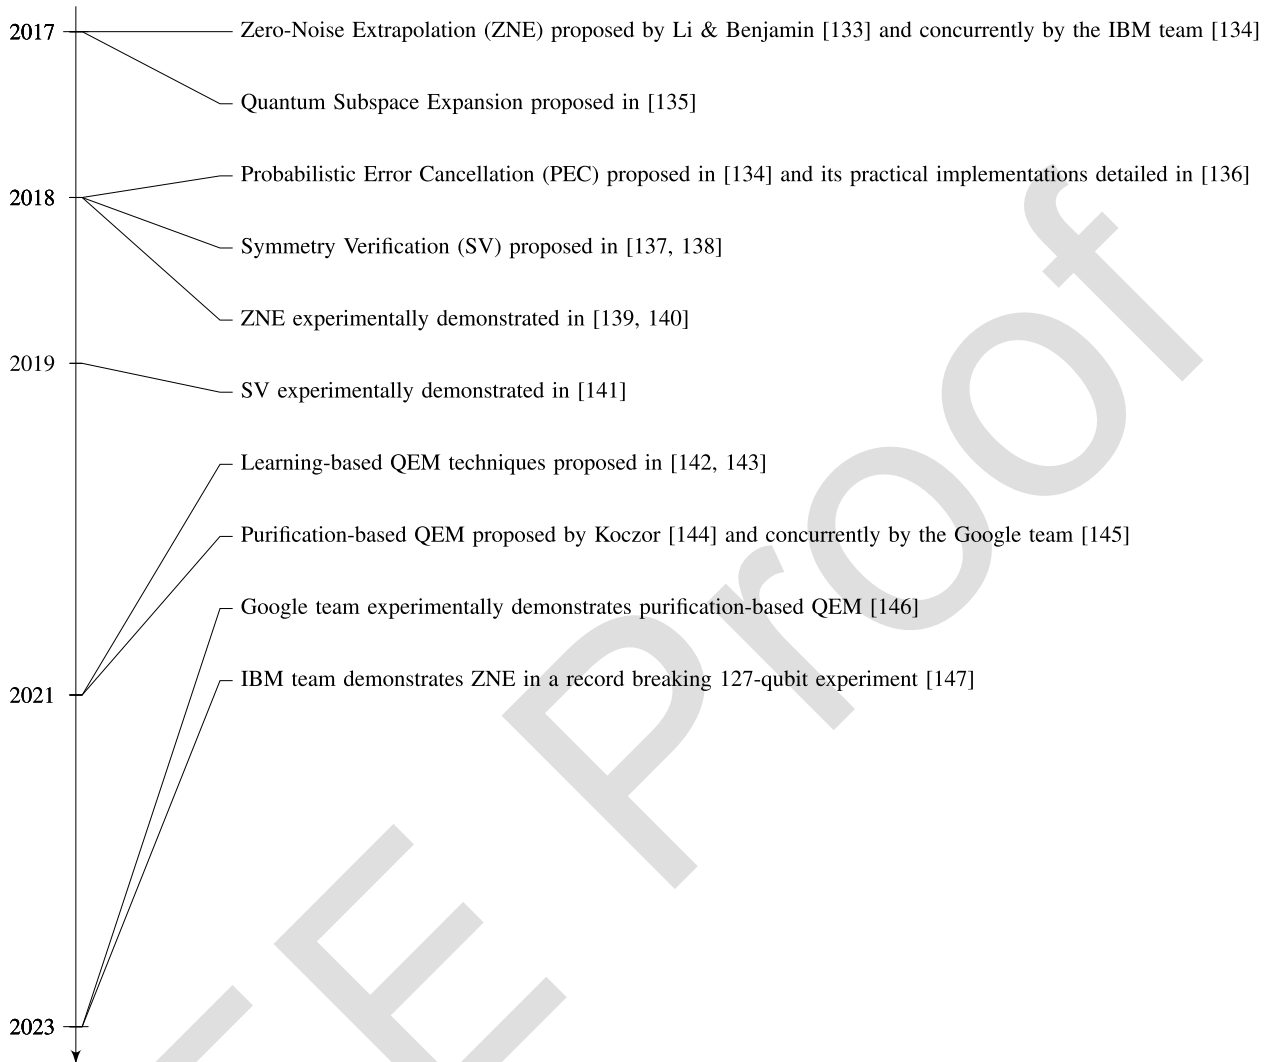 2017
Zero-Noise Extrapolation (ZNE) proposed by Li & Benjamin [133] and concurrently by the IBM team [134]
Quantum Subspace Expansion proposed in [135]
Probabilistic Error Cancellation (PEC) proposed in [134] and its practical implementations detailed in [136]
2018
Symmetry Verification (SV) proposed in [137, 138]
ZNE experimentally demonstrated in [139, 140]
2019
SV experimentally demonstrated in [141]
Learning-based QEM techniques proposed in [142, 143]
Purification-based QEM proposed by Koczor [144] and concurrently by the Google team [145]
Google team experimentally demonstrates purification-based QEM [146]
IBM team demonstrates ZNE in a record breaking 127-qubit experiment [147]
2021
2023
E Proof